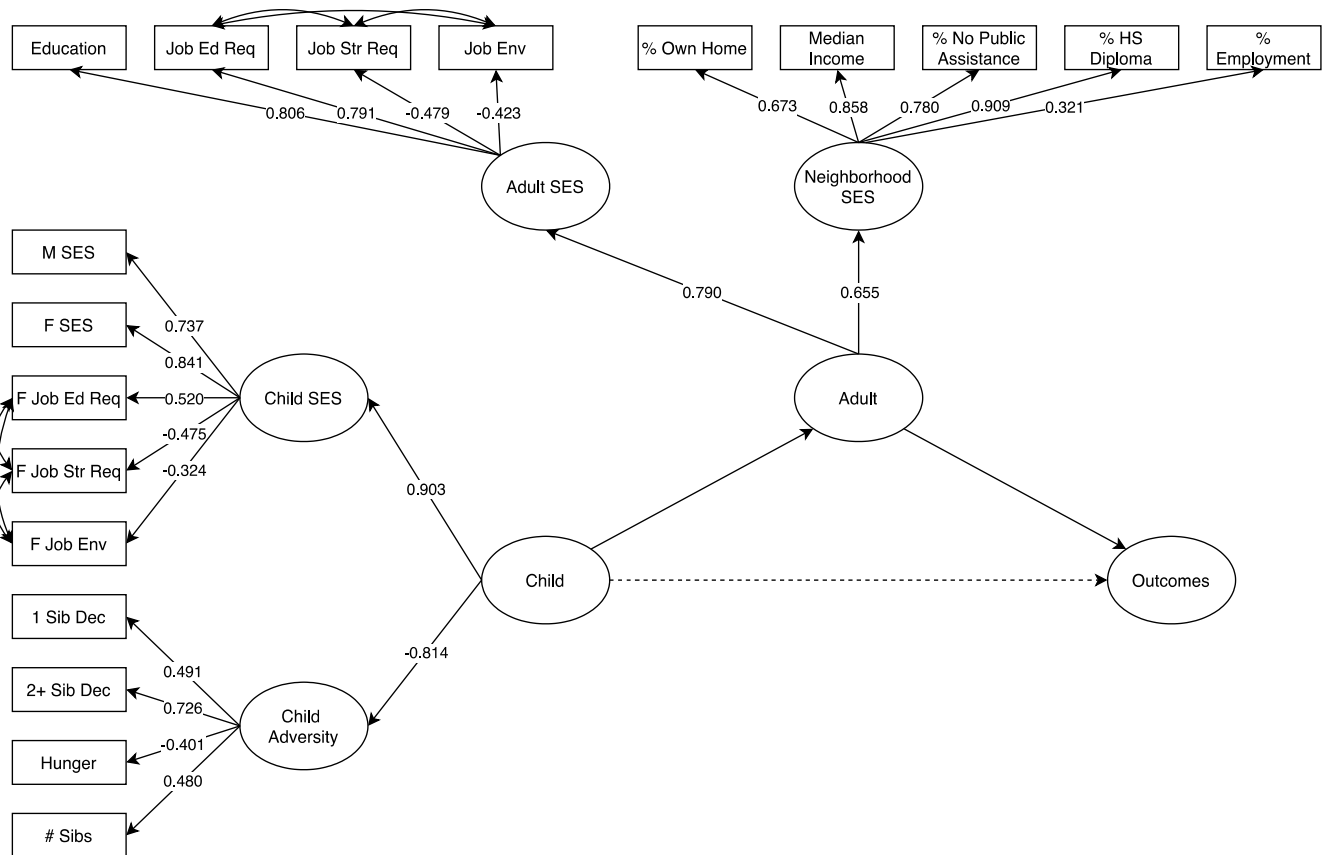 Education
Job Ed Req
Job Str Req
Job Env
% Own Home
Median
Income
% No Public
Assistance
% HS
Diploma
%
Employment
0.806
0.791
-0.479
-0.423
0.673
0.858
0.780
0.909
0.321
Adult SES
Neighborhood
SES
M SES
F SES
F Job Ed Req
F Job Str Req
F Job Env
0.737
0.841
0.520
-0.475
-0.324
Child SES
0.790
0.655
Adult
0.903
Child
Outcomes
-0.814
1 Sib Dec
2+ Sib Dec
Hunger
# Sibs
0.491
0.726
-0.401
0.480
Child
Adversity